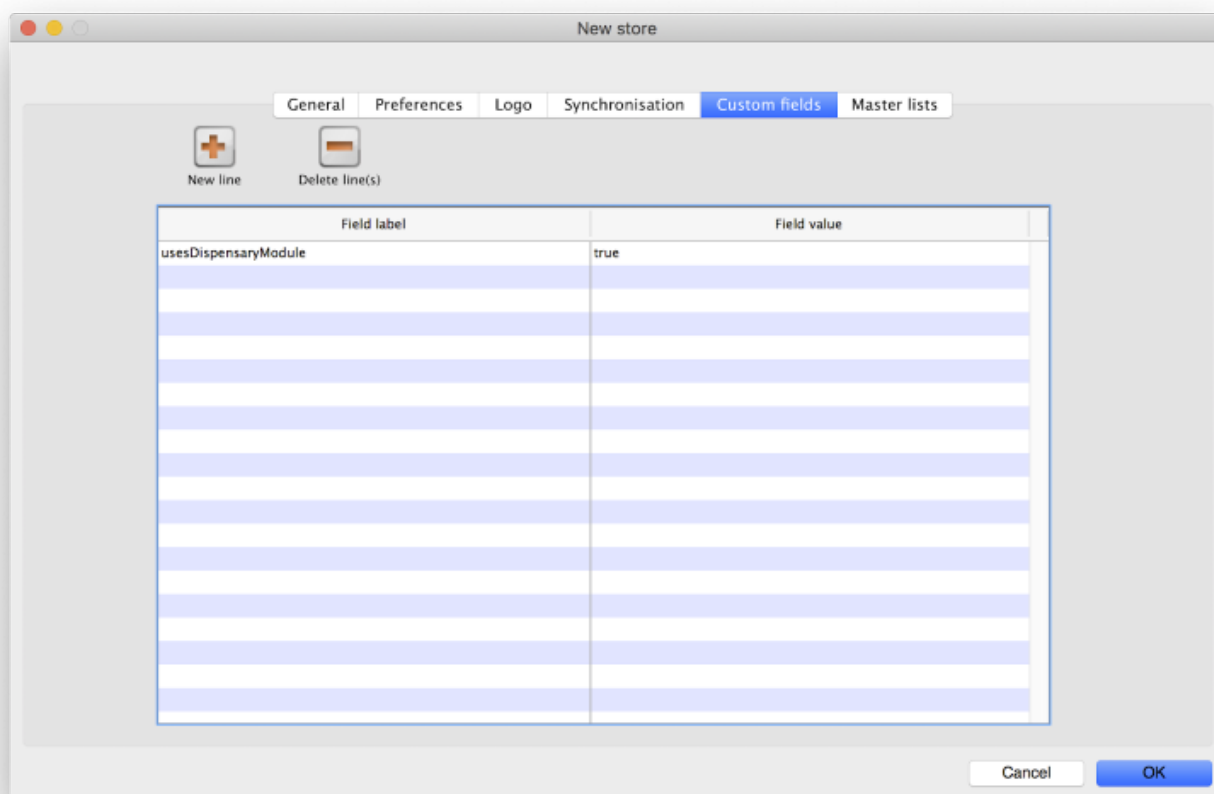 New store
General Preferences Logo Synchronisation Custom fields Master lists
New line Delete line(s)
Field label Field value
usesDispensaryModule true
Cancel OK